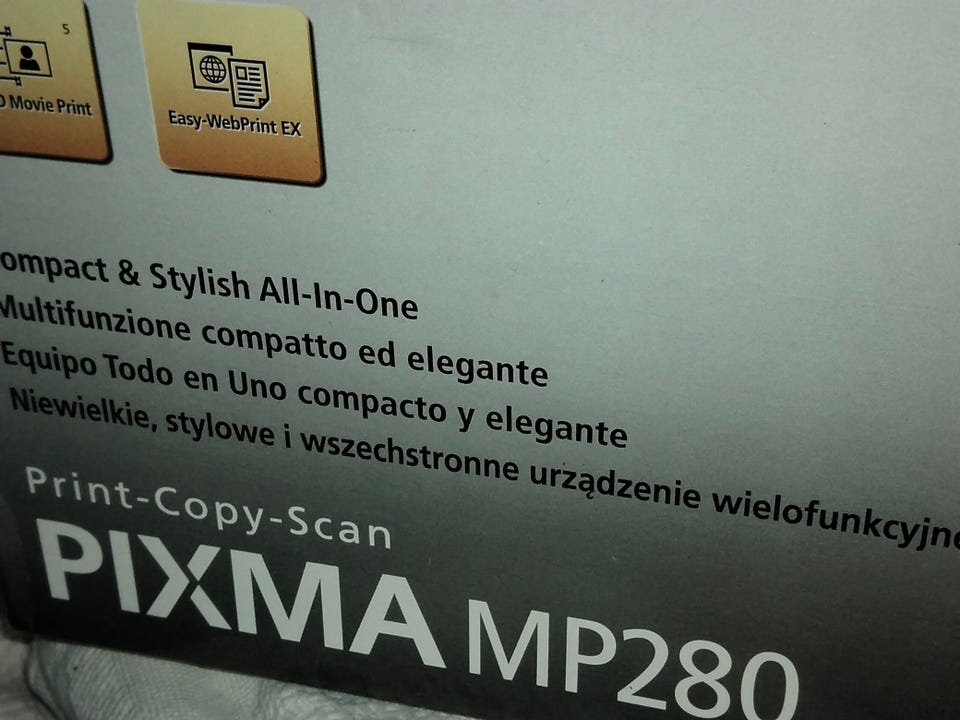 5
Movie Print
Easy-WebPrint EX
ompact & Stylish All-In-One
Multifunzione compatto ed elegante
Equipo Todo en Uno compacto y elegante
Niewielkie, stylowe i wszechstronne urządzenie wielofunkcyjne
Print-Copy-Scan
PIXMA MP280